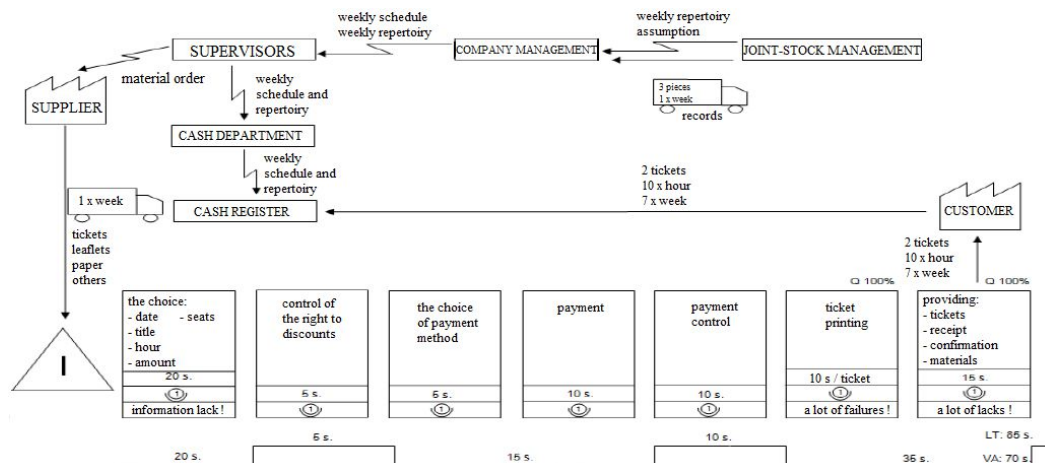 weekly schedule
weekly repertoiry
weekly repertoiry
assumption
SUPERVISORS
COMPANY MANAGEMENT
JOINT-STOCK MANAGEMENT
material order
SUPPLIER
weekly
schedule and
repertoiry
3 pieces
1 x week
records
CASH DEPARTMENT
weekly
schedule and
repertoiry
2 tickets
10 x hour
7 x week
1 x week
CASH REGISTER
CUSTOMER
tickets
leaflets
paper
others
2 tickets
10 x hour
7 x week
Q 100%
Q 100%
I
the choice:
- date - seats
- title
- hour
- amount
20 s.
1
information lack !
control of
the right to
discounts
5 s.
1
the choice
of payment
method
5 s.
1
payment
10 s.
1
payment
control
10 s.
1
ticket
printing
10 s / ticket
1
a lot of failures !
providing:
- tickets
- receipt
- confirmation
- materials
15 s.
1
a lot of lacks !
20 s.
5 s.
15 s.
10 s.
35 s.
LT: 85 s.
VA: 70 s.